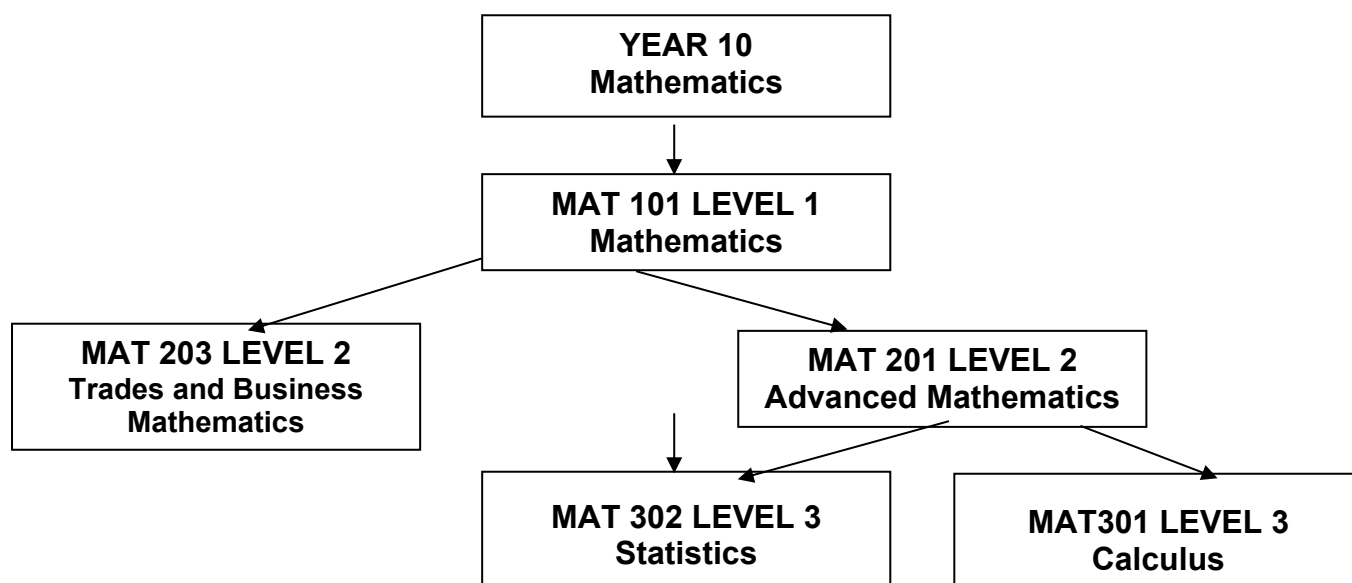 YEAR 10
Mathematics
MAT 101 LEVEL 1
Mathematics
MAT 203 LEVEL 2
Trades and Business
Mathematics
MAT 201 LEVEL 2
Advanced Mathematics
MAT 302 LEVEL 3
Statistics
MAT301 LEVEL 3
Calculus